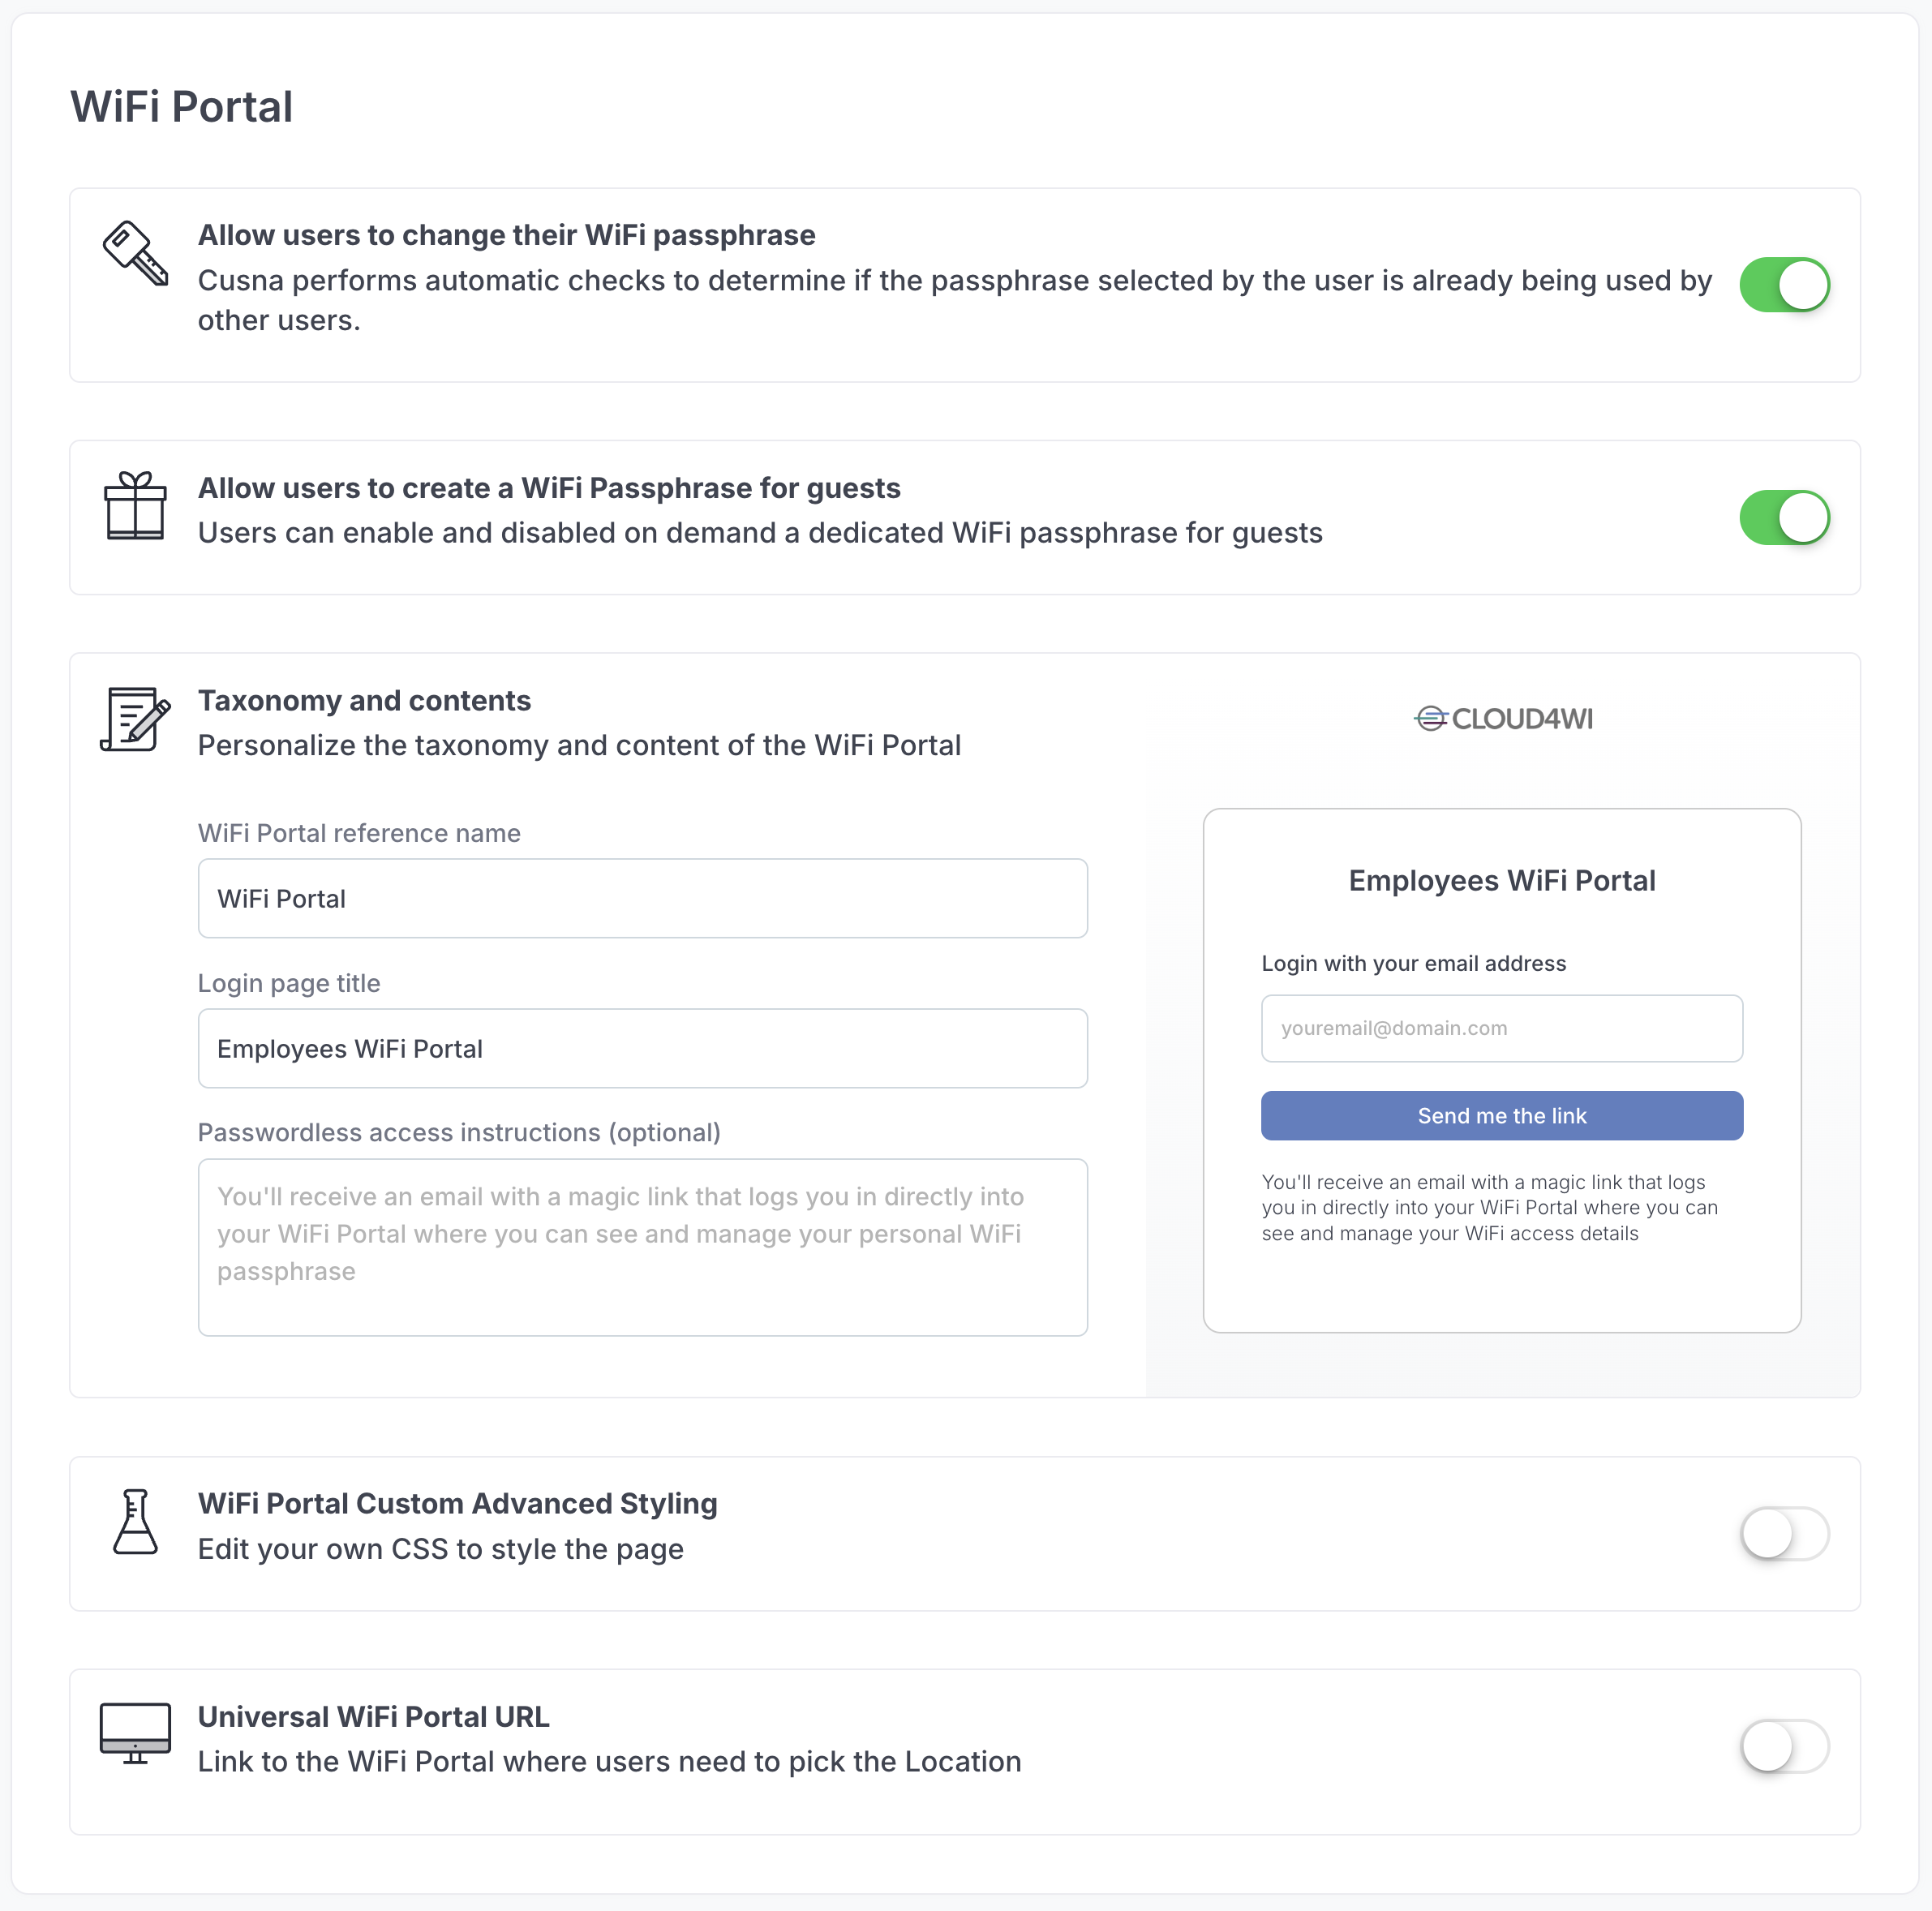 WiFi Portal
Allow users to change their WiFi passphrase
Cusna performs automatic checks to determine if the passphrase selected by the user is already being used by
other users.
Allow users to create a WiFi Passphrase for guests
Users can enable and disabled on demand a dedicated WiFi passphrase for guests
Taxonomy and contents
Personalize the taxonomy and content of the WiFi Portal
WiFi Portal reference name
WiFi Portal
Login page title
Employees WiFi Portal
Passwordless access instructions (optional)
You'll receive an email with a magic link that logs you in directly into
your WiFi Portal where you can see and manage your personal WiFi
passphrase
CLOUD4WI
Employees WiFi Portal
Login with your email address
youremail@domain.com
Send me the link
You'll receive an email with a magic link that logs
you in directly into your WiFi Portal where you can
see and manage your WiFi access details
WiFi Portal Custom Advanced Styling
Edit your own CSS to style the page
Universal WiFi Portal URL
Link to the WiFi Portal where users need to pick the Location